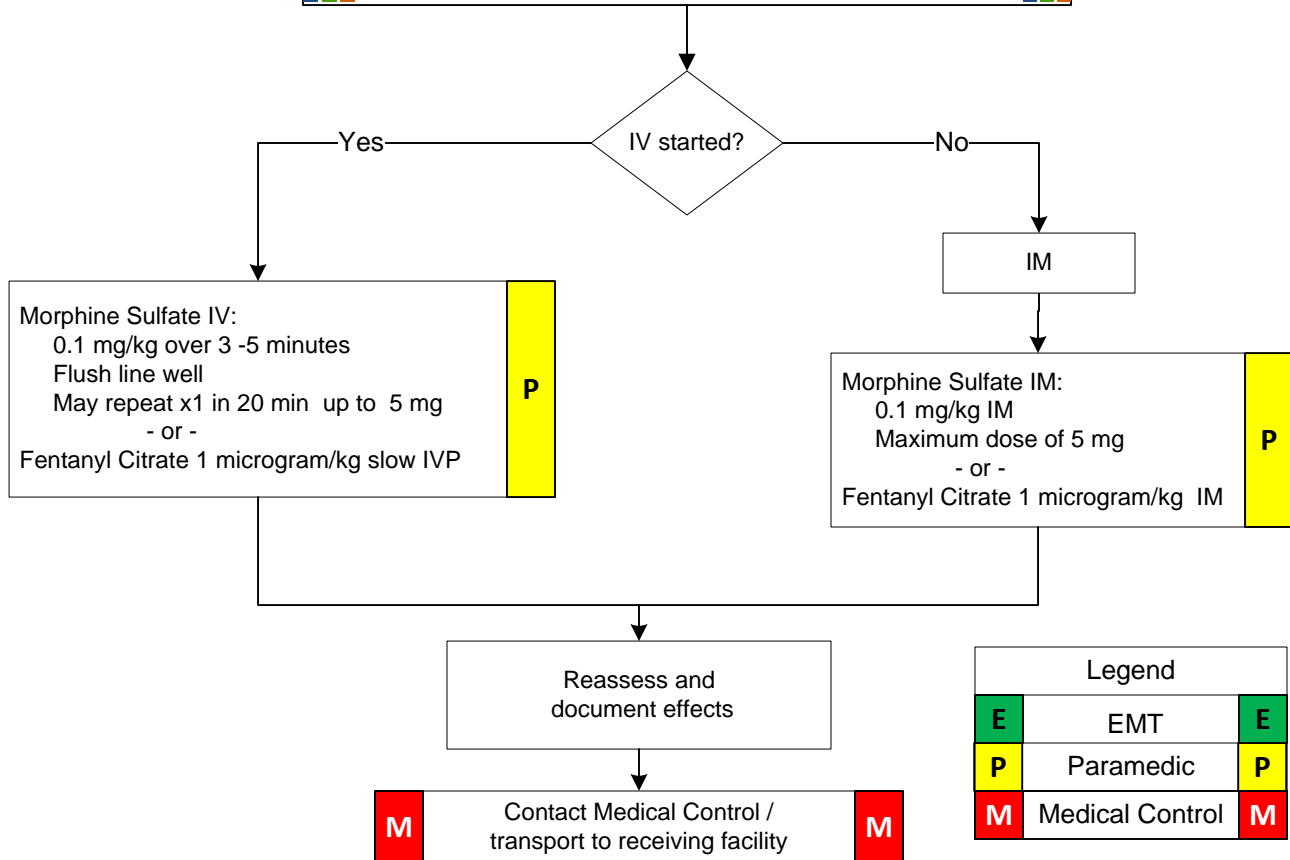 IV started?
Yes
No
IM
Morphine Sulfate IV:
0.1 mg/kg over 3 -5 minutes
Flush line well
May repeat x1 in 20 min up to 5 mg
- or -
Fentanyl Citrate 1 microgram/kg slow IVP
P
Morphine Sulfate IM:
0.1 mg/kg IM
Maximum dose of 5 mg
- or -
Fentanyl Citrate 1 microgram/kg IM
P
Reassess and
document effects
M Contact Medical Control / M
transport to receiving facility
Legend
E EMT E
P Paramedic P
M Medical Control M